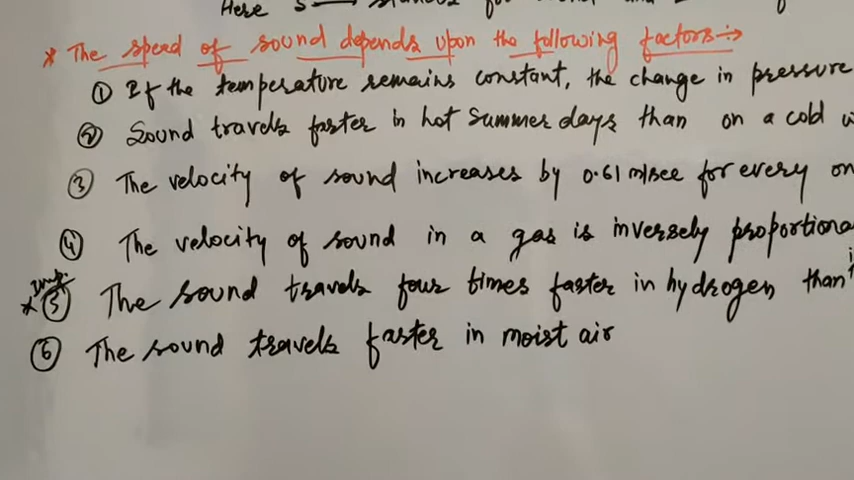 Here S
* The speed of sound depends upon the following factors :→
① If the temperature remains constant, the change in pressure
② Sound travels faster in hot summer days than on a cold
③ The velocity of sound increases by 0.61 m/sec for every on
④ The velocity of sound in a gas is inversely proportiona
Imp.
* ⑤ The sound travels four times faster in hydrogen than
⑥ The sound travels faster in moist air